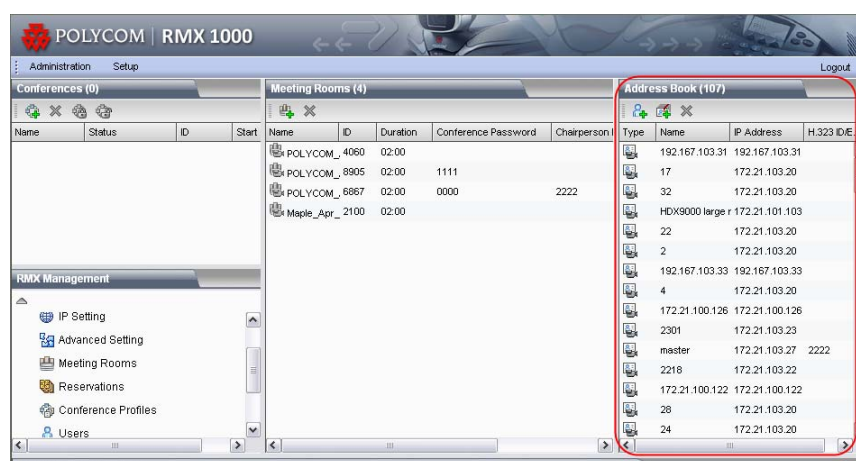 POLYCOM | RMX 1000
Administration Setup Logout
Conferences (0)
Name Status ID Start
RMX Management
IP Setting
Advanced Setting
Meeting Rooms
Reservations
Conference Profiles
Users
Meeting Rooms (4)
Name ID Duration Conference Password Chairperson
POLYCOM_ 4060 02:00
POLYCOM_ 8905 02:00 1111
POLYCOM_ 6867 02:00 0000 2222
Maple_Apr_ 2100 02:00
Address Book (107)
Type Name IP Address H.323 ID/E.
192.167.103.31 192.167.103.31
17 172.21.103.20
32 172.21.103.20
HDX9000 large r 172.21.101.103
22 172.21.103.20
2 172.21.103.20
192.167.103.33 192.167.103.33
4 172.21.103.20
172.21.100.126 172.21.100.126
2301 172.21.103.23
master 172.21.103.27 2222
2218 172.21.103.22
172.21.100.122 172.21.100.122
28 172.21.103.20
24 172.21.103.20